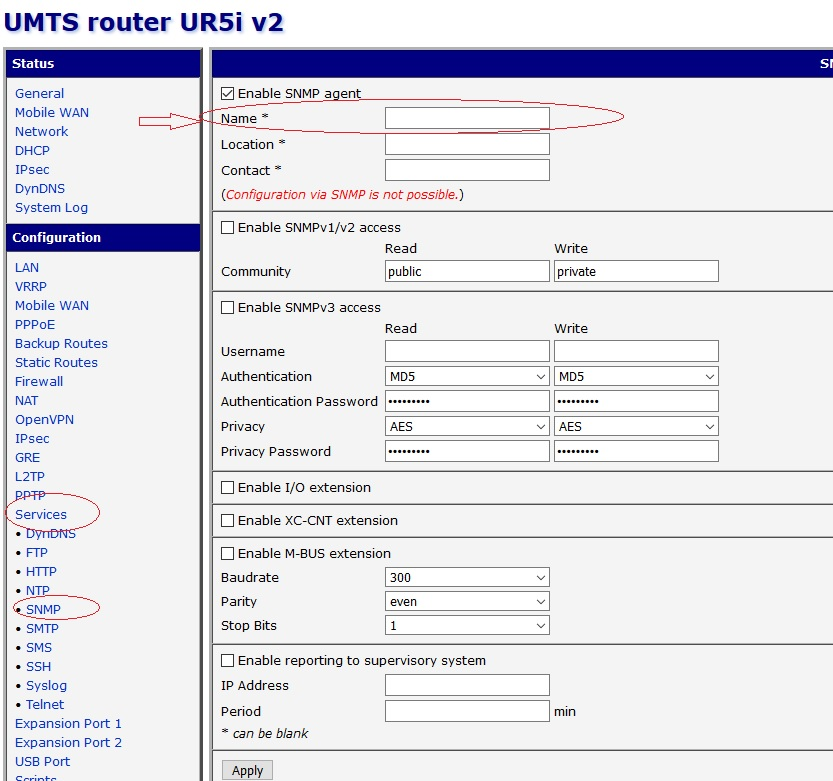 UMTS router UR5i v2
Status
General
Mobile WAN
Network
DHCP
IPsec
DynDNS
System Log
Configuration
LAN
VRRP
Mobile WAN
PPPoE
Backup Routes
Static Routes
Firewall
NAT
OpenVPN
IPsec
GRE
L2TP
PPTP
Services
• DynDNS
• FTP
• HTTP
• NTP
• SNMP
• SMTP
• SMS
• SSH
• Syslog
• Telnet
Expansion Port 1
Expansion Port 2
USB Port
Scripts
SN
Enable SNMP agent
Name *
Location *
Contact *
(Configuration via SNMP is not possible.)
Enable SNMPv1/v2 access
Read Write
Community public private
Enable SNMPv3 access
Read Write
Username
Authentication MD5 MD5
Authentication Password ••••••••• •••••••••
Privacy AES AES
Privacy Password ••••••••• •••••••••
Enable I/O extension
Enable XC-CNT extension
Enable M-BUS extension
Baudrate 300
Parity even
Stop Bits 1
Enable reporting to supervisory system
IP Address
Period min
* can be blank
Apply